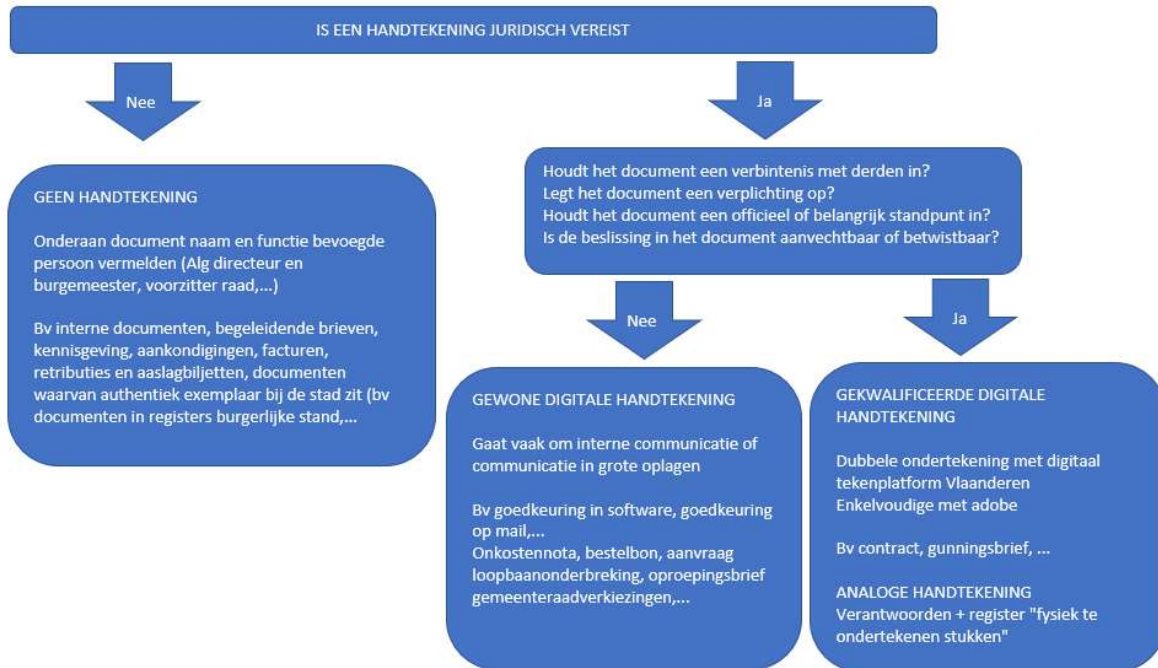 IS EEN HANDTEKENING JURIDISCH VEREIST
Nee
Ja
GEEN HANDTEKENING
Onderaan document naam en functie bevoegde
persoon vermelden (Alg directeur en
burgemeester, voorzitter raad,...)
Bv interne documenten, begeleidende brieven,
kennisgeving, aankondigingen, facturen,
retributies en aaslagbiljetten, documenten
waarvan authentiek exemplaar bij de stad zit (bv
documenten in registers burgerlijke stand,...
Houdt het document een verbintenis met derden in?
Legt het document een verplichting op?
Houdt het document een officieel of belangrijk standpunt in?
Is de beslissing in het document aanvechtbaar of betwistbaar?
Nee
Ja
GEWONE DIGITALE HANDTEKENING
Gaat vaak om interne communicatie of
communicatie in grote oplagen
Bv goedkeuring in software, goedkeuring
op mail,...
Onkostennota, bestelbon, aanvraag
loopbaanonderbreking, oproepingsbrief
gemeenteraadverkiezingen,...
GEKWALIFICEERDE DIGITALE
HANDTEKENING
Dubbele ondertekening met digitaal
tekenplatform Vlaanderen
Enkelvoudige met adobe
Bv contract, gunningsbrief, ...
ANALOGE HANDTEKENING
Verantwoorden + register "fysiek te
ondertekenen stukken"